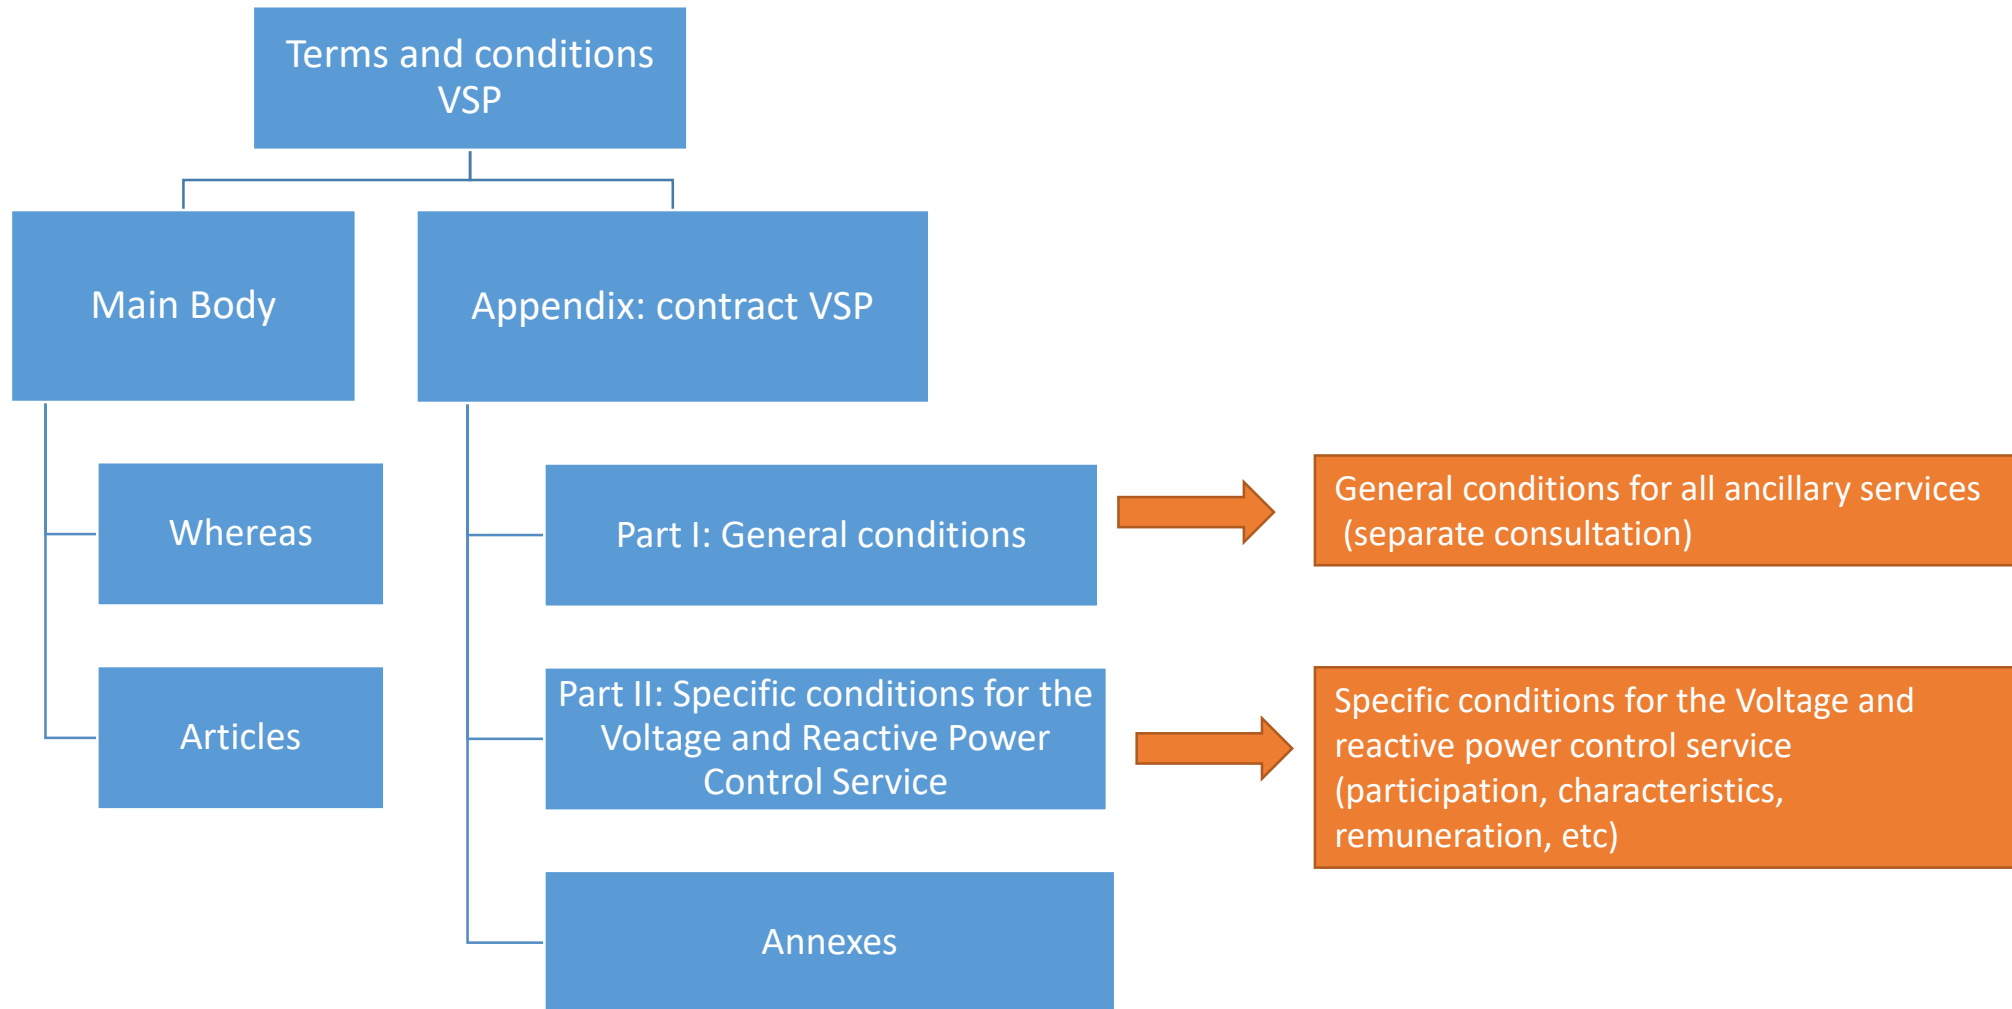 Terms and conditions
VSP
Main Body
Appendix: contract VSP
Whereas
Part I: General conditions
General conditions for all ancillary services
(separate consultation)
Articles
Part II: Specific conditions for the
Voltage and Reactive Power
Control Service
Specific conditions for the Voltage and
reactive power control service
(participation, characteristics,
remuneration, etc)
Annexes